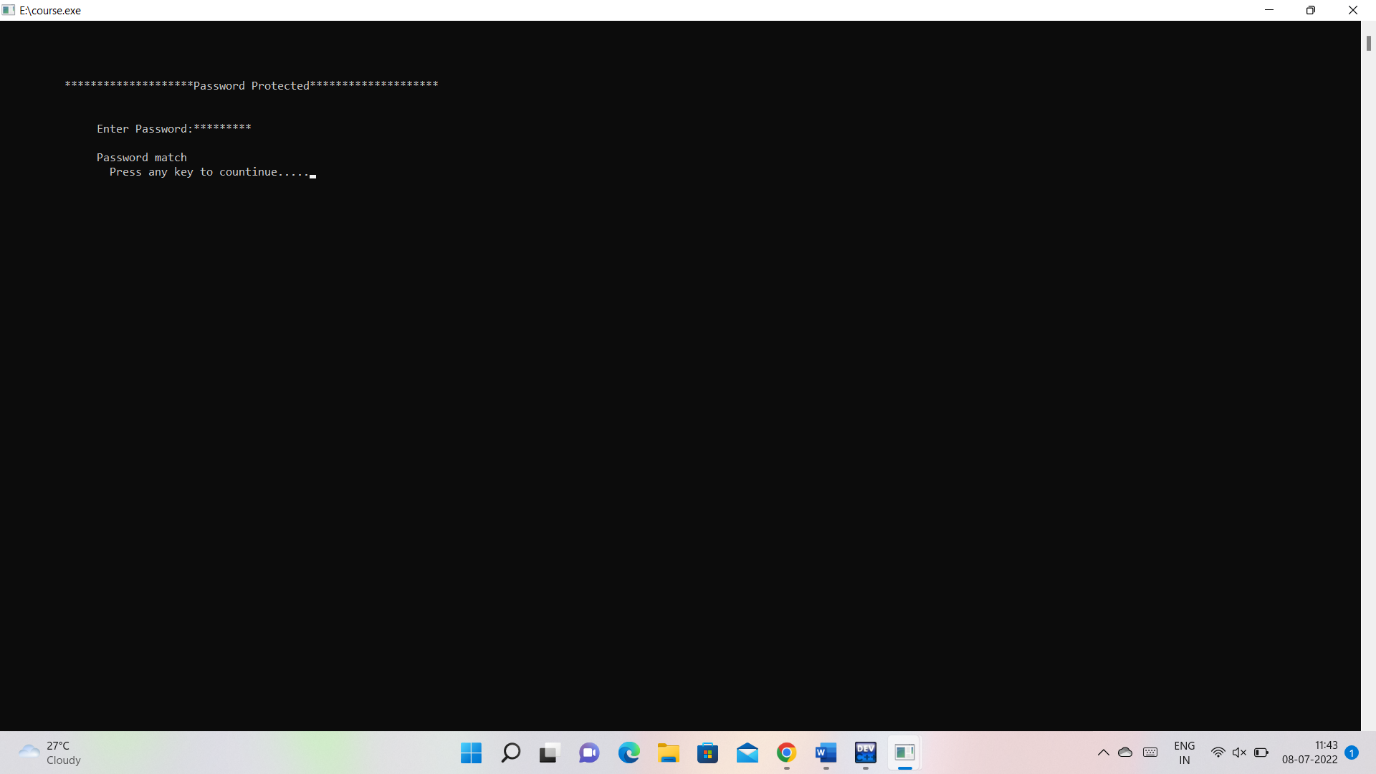 E:\course.exe
********************Password Protected********************
Enter Password:*********
Password match
Press any key to countinue.....
27°C
Cloudy
W
DEV
C++
ENG
IN
11:43
08-07-2022
1